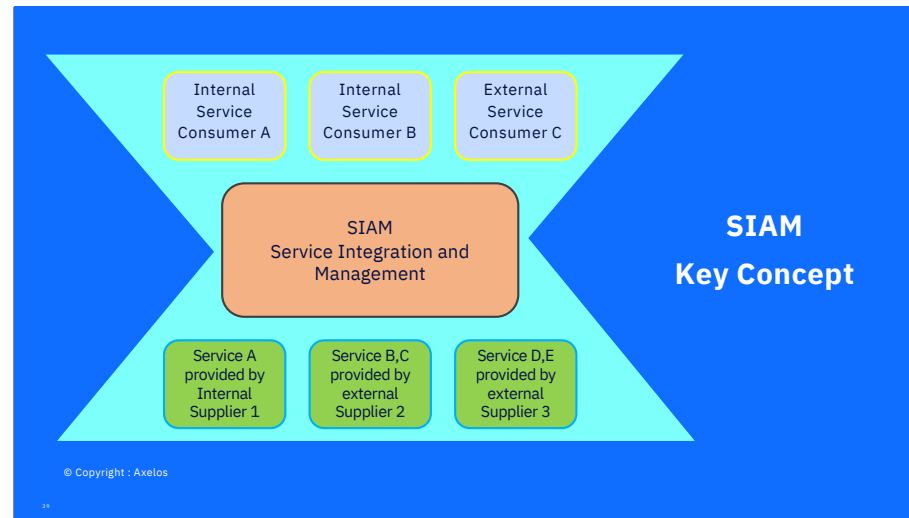 Internal
Service
Consumer A
Internal
Service
Consumer B
External
Service
Consumer C
SIAM
Service Integration and
Management
SIAM
Key Concept
Service A
provided by
Internal
Supplier 1
Service B,C
provided by
external
Supplier 2
Service D,E
provided by
external
Supplier 3
© Copyright : Axelos
29